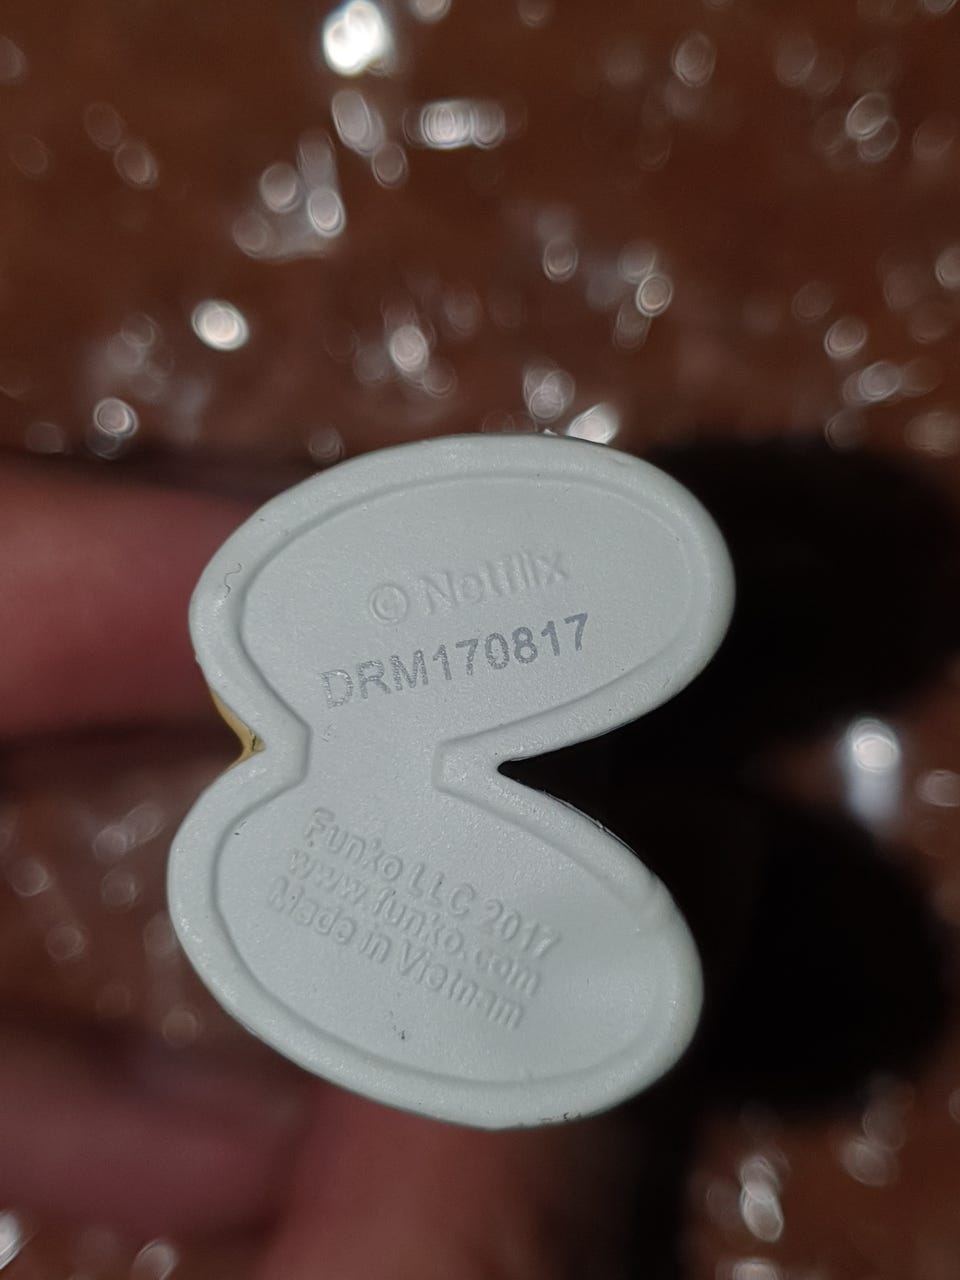 © Netflix
DRM170817
Funko LLC 2017
www.funko.com
Made in Vietnam